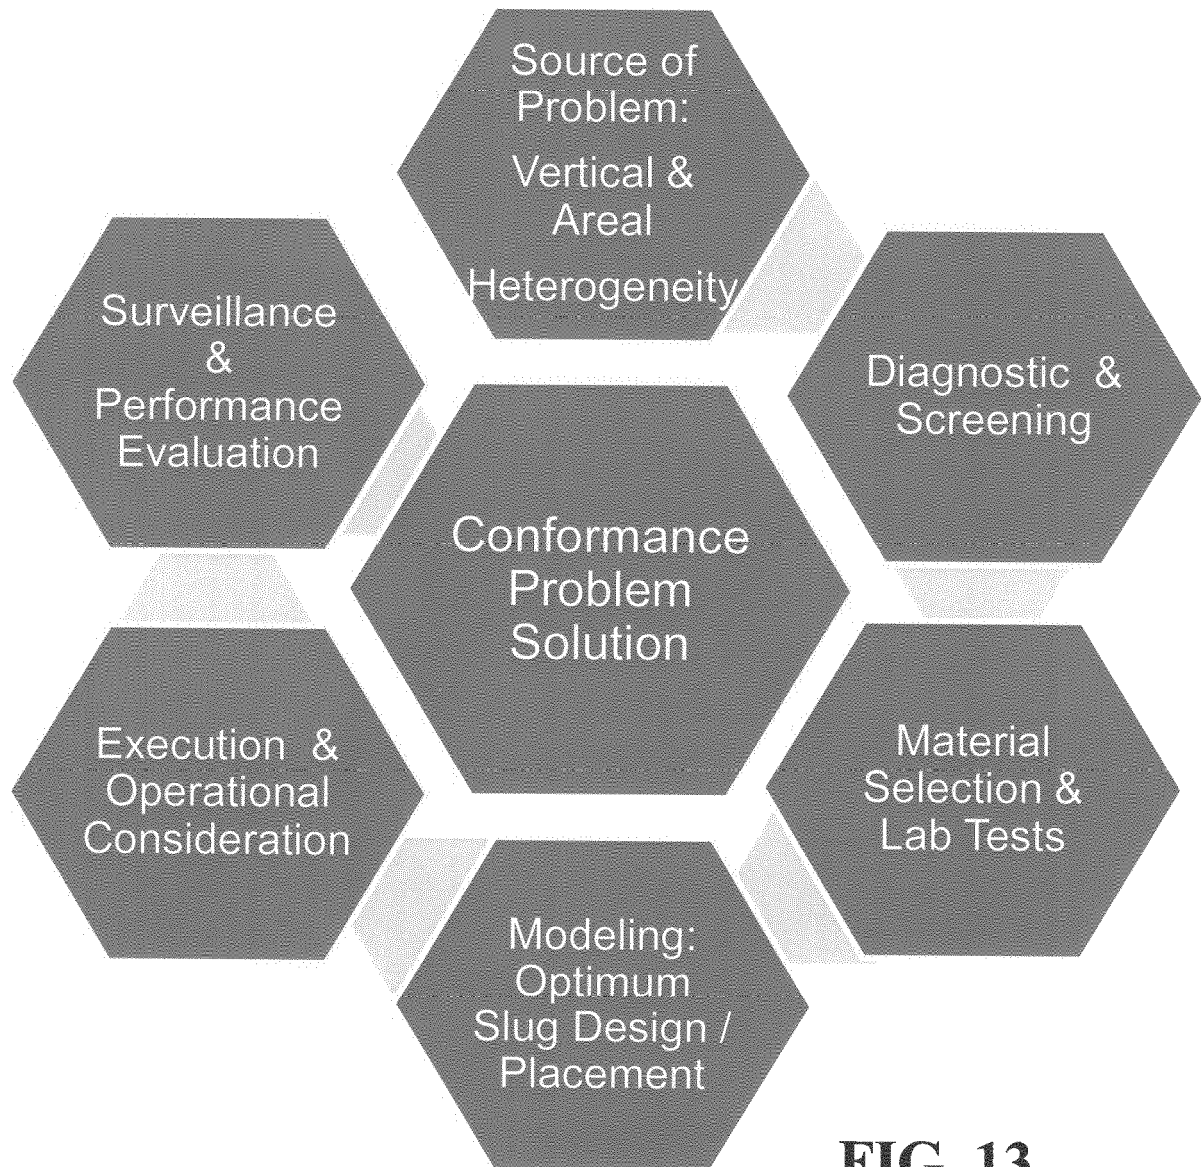 Source of
Problem:
Vertical &
Areal
Heterogeneity
Diagnostic & 
Screening
Material
Selection &
Lab Tests
Modeling:
Optimum
Slug Design /
Placement
Execution &
Operational
Consideration
Surveillance
&
Performance
Evaluation
Conformance
Problem
Solution
FIG. 13